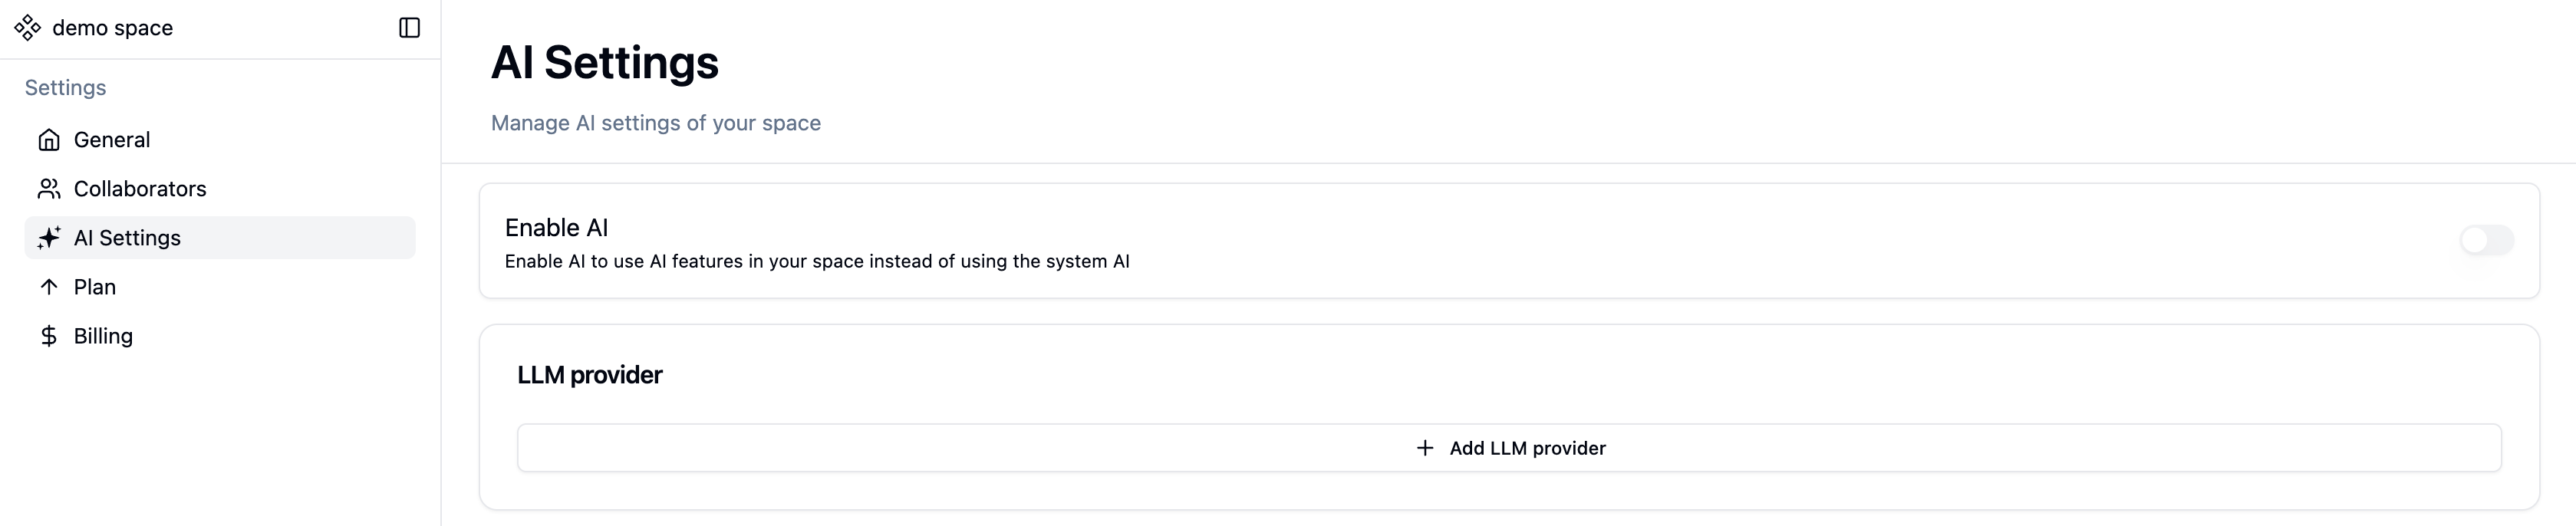 demo space
Settings
General
Collaborators
AI Settings
Plan
Billing
AI Settings
Manage AI settings of your space
Enable AI
Enable AI to use AI features in your space instead of using the system AI
LLM provider
Add LLM provider